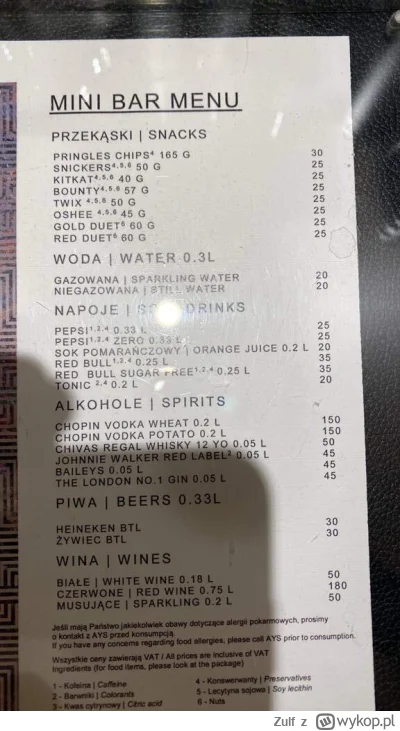 MINI BAR MENU
PRZEKĄSKI | SNACKS
PRINGLES CHIPS⁴ 165 G 30
SNICKERS⁴·⁵·⁶ 50 G 25
KITKAT⁴·⁵·⁶ 40 G 25
BOUNTY⁴·⁵·⁶ 57 G 25
TWIX ⁴·⁵·⁶ 50 G 25
OSHEE ⁴·⁵·⁶ 45 G 25
GOLD DUET⁶ 60 G 25
RED DUET⁶ 60 G 25
WODA | WATER 0.3L
GAZOWANA | SPARKLING WATER 20
NIEGAZOWANA | STILL WATER 20
NAPOJE | SOFT DRINKS
PEPSI¹·²·⁴ 0.33 L 25
PEPSI¹·²·⁴ ZERO 0.33 L 25
SOK POMARAŃCZOWY | ORANGE JUICE 0.2 L 20
RED BULL¹·²·⁴ 0.25 L 35
RED BULL SUGAR FREE¹·²·⁴ 0.25 L 35
TONIC ²·⁴ 0.2 L 20
ALKOHOLE | SPIRITS
CHOPIN VODKA WHEAT 0.2 L 150
CHOPIN VODKA POTATO 0.2 L 150
CHIVAS REGAL WHISKY 12 YO 0.05 L 50
JOHNNIE WALKER RED LABEL² 0.05 L 45
BAILEYS 0.05 L 45
THE LONDON NO.1 GIN 0.05 L 45
PIWA | BEERS 0.33L
HEINEKEN BTL 30
ŻYWIEC BTL 30
WINA | WINES
BIAŁE | WHITE WINE 0.18 L 50
CZERWONE | RED WINE 0.75 L 180
MUSUJĄCE | SPARKLING 0.2 L 50
Jeśli mają Państwo jakiekolwiek obawy dotyczące alergii pokarmowych, prosimy
o kontakt z AYS przed konsumpcją.
If you have concerns regarding food allergies, please call AYS prior to consumption.
Wszystkie ceny zawierają VAT / All prices are inclusive of VAT
Ingredients (for food items, please look at the package)
1 - Kofeina | Caffeine
2 - Barwniki | Colorants
3 - Kwas cytrynowy | Citric acid
4 - Konserwanty | Preservatives
5 - Lecytyna sojowa | Soy lecithin
6 - Nuts
Zulf z wykop.pl